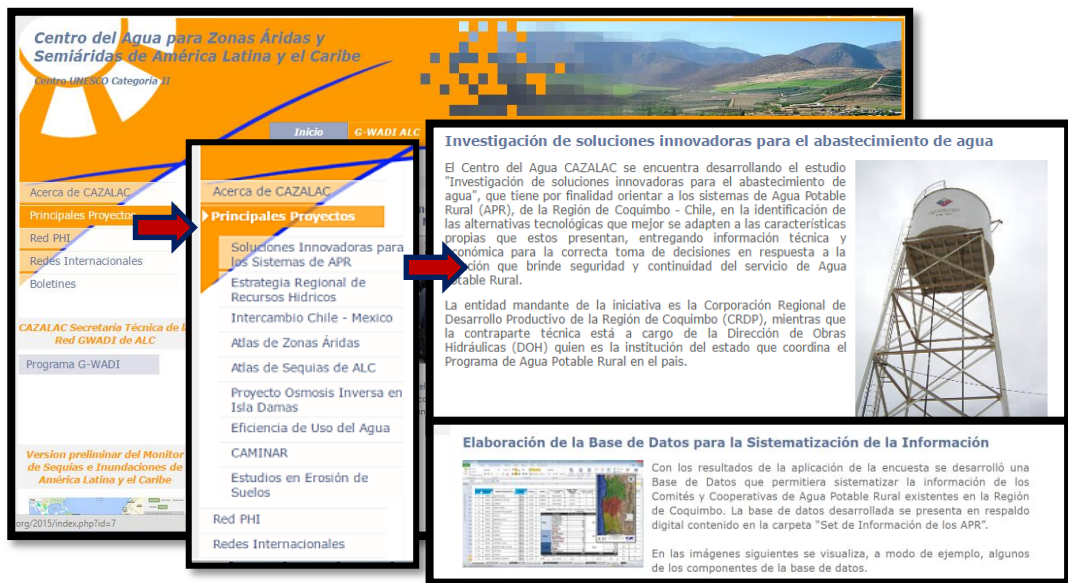 Centro del Agua para Zonas Áridas y
Semiáridas de América Latina y el Caribe
Centro UNESCO Categoría II
Inicio
G-WADI ALC
Acerca de CAZALAC
Principales Proyectos
Red PHI
Redes Internacionales
Boletines
CAZALAC Secretaria Técnica de la
Red GWADI de ALC
Programa G-WADI
Version preliminar del Monitor
de Sequias e Inundaciones de
América Latina y el Caribe
org/2015/index.php?id=7
Acerca de CAZALAC
Principales Proyectos
Soluciones Innovadoras para
los Sistemas de APR
Estrategia Regional de
Recursos Hidricos
Intercambio Chile - Mexico
Atlas de Zonas Áridas
Atlas de Sequias de ALC
Proyecto Osmosis Inversa en
Isla Damas
Eficiencia de Uso del Agua
CAMINAR
Estudios en Erosión de
Suelos
Red PHI
Redes Internacionales
Investigación de soluciones innovadoras para el abastecimiento de agua
El Centro del Agua CAZALAC se encuentra desarrollando el estudio
"Investigación de soluciones innovadoras para el abastecimiento de
agua", que tiene por finalidad orientar a los sistemas de Agua Potable
Rural (APR), de la Región de Coquimbo - Chile, en la identificación de
las alternativas tecnológicas que mejor se adapten a las características
propias que estos presentan, entregando información técnica y
económica para la correcta toma de decisiones en respuesta a la
ción que brinde seguridad y continuidad del servicio de Agua
Potable Rural.
La entidad mandante de la iniciativa es la Corporación Regional de
Desarrollo Productivo de la Región de Coquimbo (CRDP), mientras que
la contraparte técnica está a cargo de la Dirección de Obras
Hidráulicas (DOH) quien es la institución del estado que coordina el
Programa de Agua Potable Rural en el pais.
Elaboración de la Base de Datos para la Sistematización de la Información
Con los resultados de la aplicación de la encuesta se desarrolló una
Base de Datos que permitiera sistematizar la información de los
Comités y Cooperativas de Agua Potable Rural existentes en la Región
de Coquimbo. La base de datos desarrollada se presenta en respaldo
digital contenido en la carpeta "Set de Información de los APR".
En las imágenes siguientes se visualiza, a modo de ejemplo, algunos
de los componentes de la base de datos.